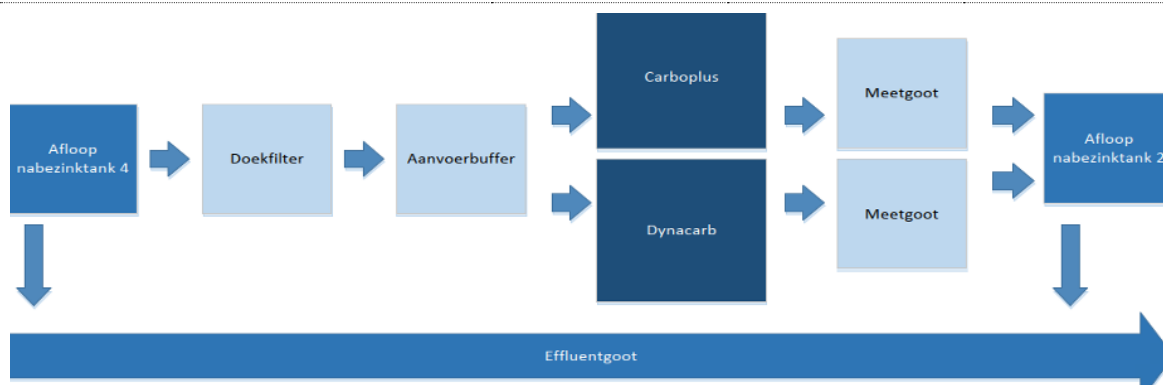 Afloop
nabezinktank 4
Doekfilter
Aanvoerbuffer
Carboplus
Dynacarb
Meetgoot
Meetgoot
Afloop
nabezinktank 2
Effluentgoot